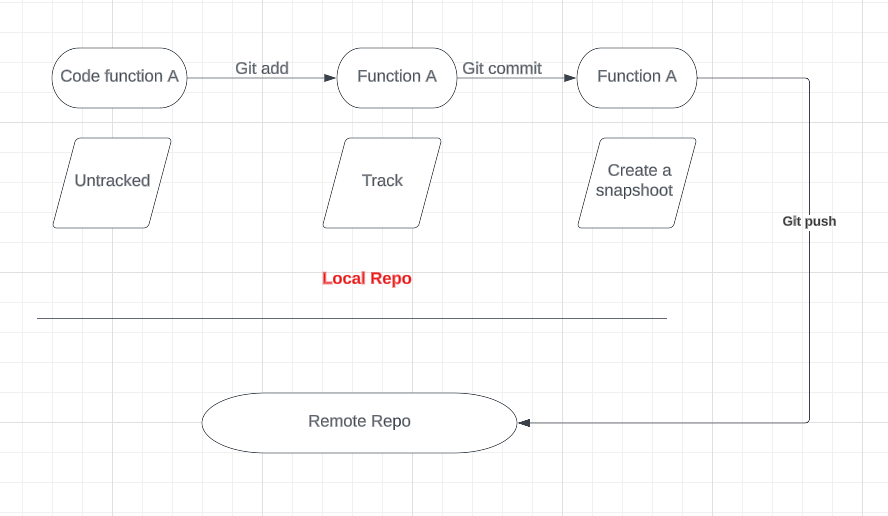 Code function A
Git add
Function A
Git commit
Function A
Untracked
Track
Create a
snapshoot
Git push
Local Repo
Remote Repo